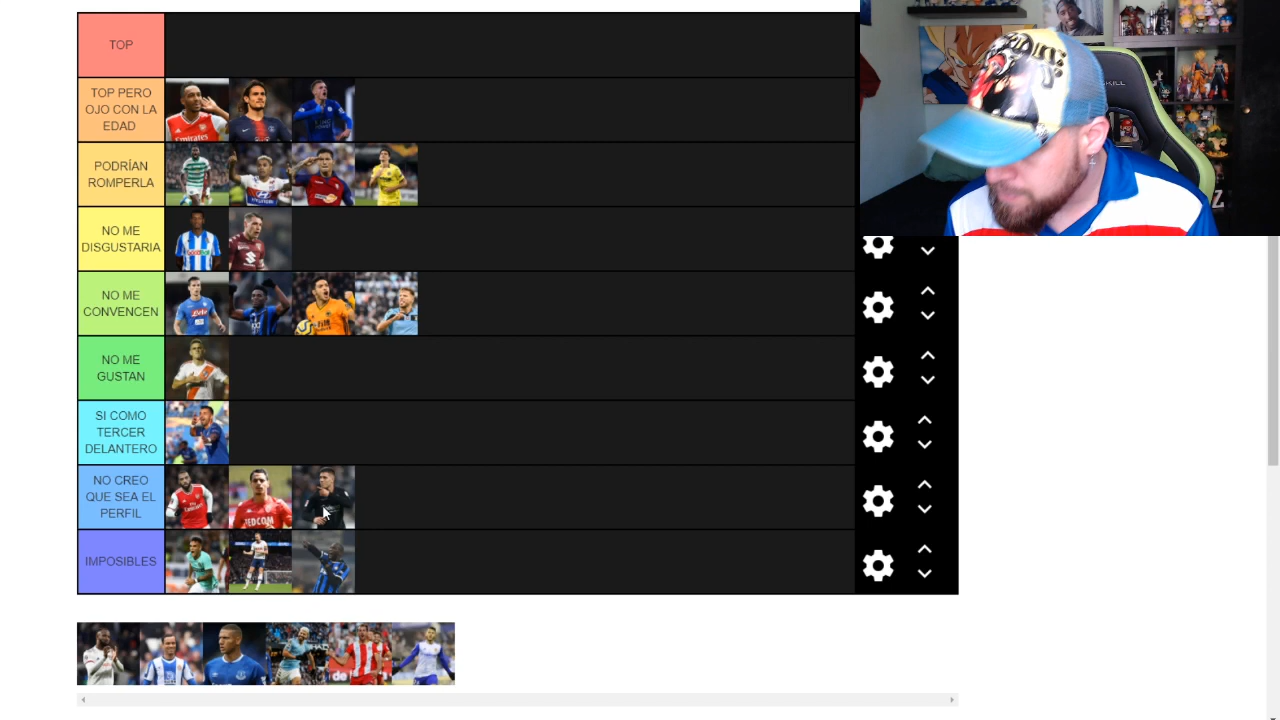 TOP
TOP PERO
OJO CON LA
EDAD
Emirates
PODRÍAN
ROMPERLA
NO ME
DISGUSTARIA
NO ME
CONVENCEN
NO ME
GUSTAN
SI COMO
TERCER
DELANTERO
NO CREO
QUE SEA EL
PERFIL
IMPOSIBLES